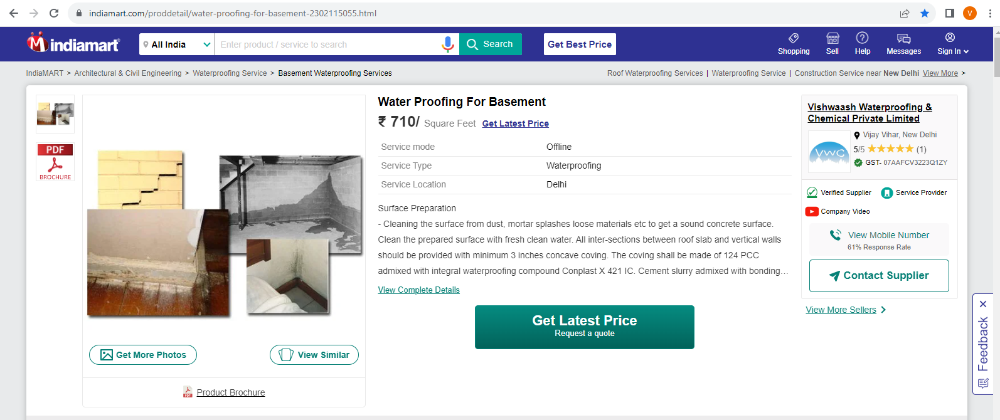 indiamart.com/proddetail/water-proofing-for-basement-2302115055.html
V
indiamart
All India
Enter product / service to search
Search
Get Best Price
Shopping
Sell
Help
Messages
Sign In
IndiaMART > Architectural & Civil Engineering > Waterproofing Service > Basement Waterproofing Services
Roof Waterproofing Services | Waterproofing Service | Construction Service near New Delhi View More >
PDF
BROCHURE
Get More Photos
View Similar
PDF
Product Brochure
Water Proofing For Basement
₹ 710/ Square Feet Get Latest Price
Service mode Offline
Service Type Waterproofing
Service Location Delhi
Surface Preparation
- Cleaning the surface from dust, mortar splashes loose materials etc to get a sound concrete surface.
Clean the prepared surface with fresh clean water. All inter-sections between roof slab and vertical walls
should be provided with minimum 3 inches concave coving. The coving shall be made of 124 PCC
admixed with integral waterproofing compound Conplast X 421 IC. Cement slurry admixed with bonding...
View Complete Details
Get Latest Price
Request a quote
Vishwaash Waterproofing &
Chemical Private Limited
VWC
Vijay Vihar, New Delhi
5/5 (1)
GST- 07AAFCV3223Q1ZY
Verified Supplier
Service Provider
Company Video
View Mobile Number
61% Response Rate
Contact Supplier
View More Sellers
Feedback